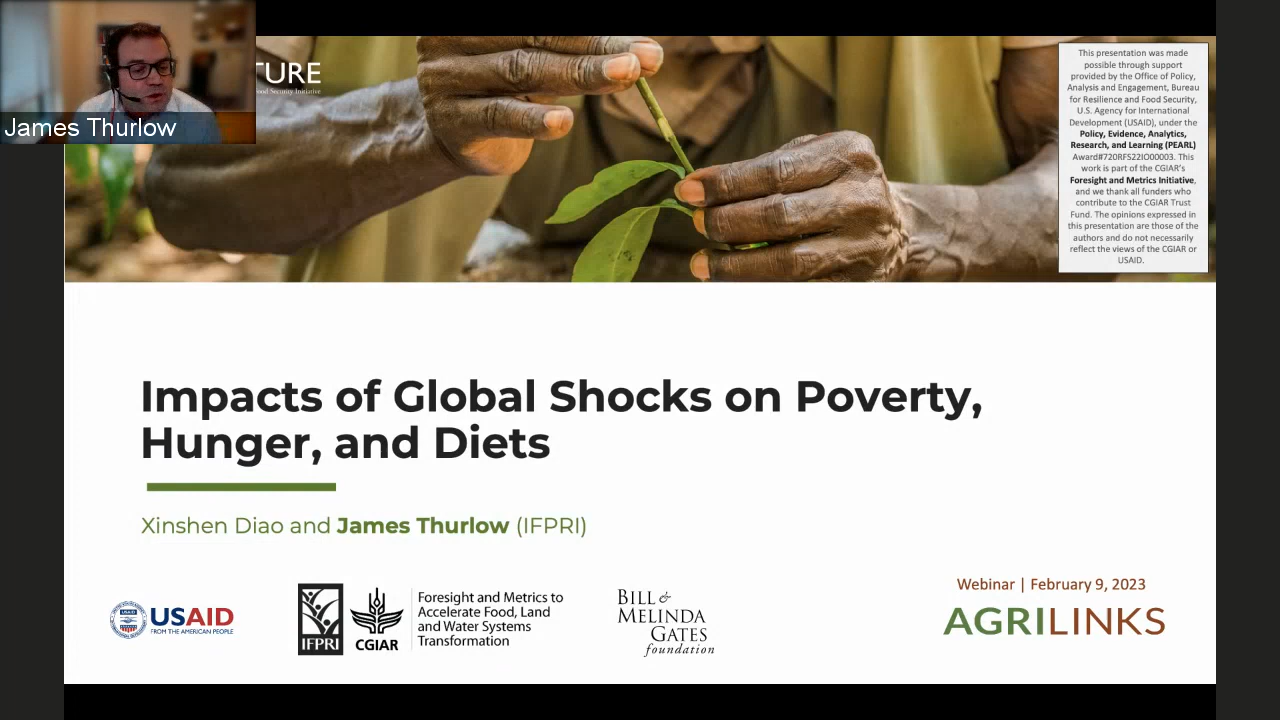 James Thurlow
TURE
Food Security Initiative
This presentation was made
possible through support
provided by the Office of Policy,
Analysis and Engagement, Bureau
for Resilience and Food Security,
U.S. Agency for International
Development (USAID), under the
Policy, Evidence, Analytics,
Research, and Learning (PEARL)
Award#720RFS22IO00003. This
work is part of the CGIAR's
Foresight and Metrics Initiative,
and we thank all funders who
contribute to the CGIAR Trust
Fund. The opinions expressed in
this presentation are those of the
authors and do not necessarily
reflect the views of the CGIAR or
USAID.
Impacts of Global Shocks on Poverty,
Hunger, and Diets
Xinshen Diao and James Thurlow (IFPRI)
USAID
FROM THE AMERICAN PEOPLE
IFPRI
CGIAR
Foresight and Metrics to
Accelerate Food, Land
and Water Systems
Transformation
BILL &
MELINDA
GATES
foundation
Webinar | February 9, 2023
AGRILINKS